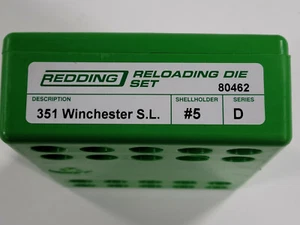 REDDING RELOADING DIE
SET 80462
DESCRIPTION SHELLHOLDER SERIES
351 Winchester S.L. #5 D